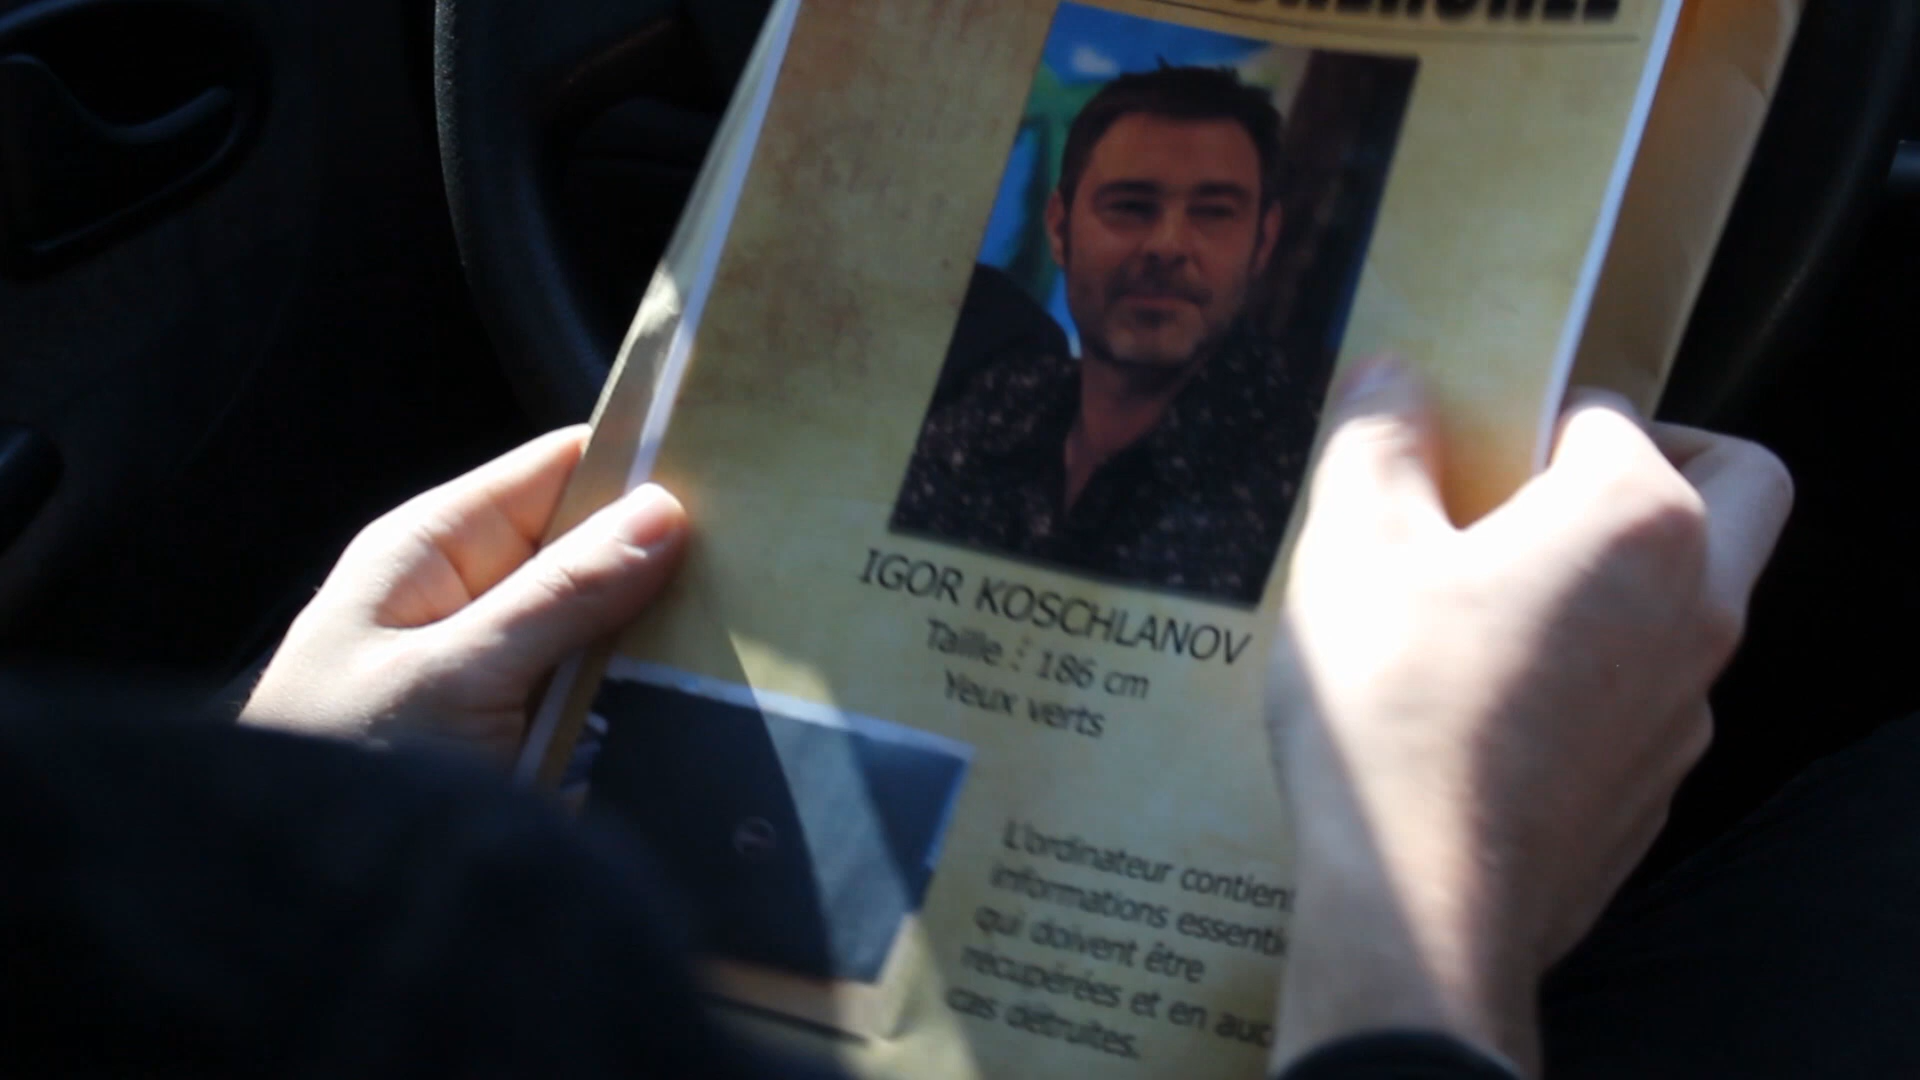 IGOR KOSCHLANOV
Taille : 186 cm
Yeux verts
L'ordinateur contient
informations essenti
qui doivent être
récupérées et en auc
cas détruites.